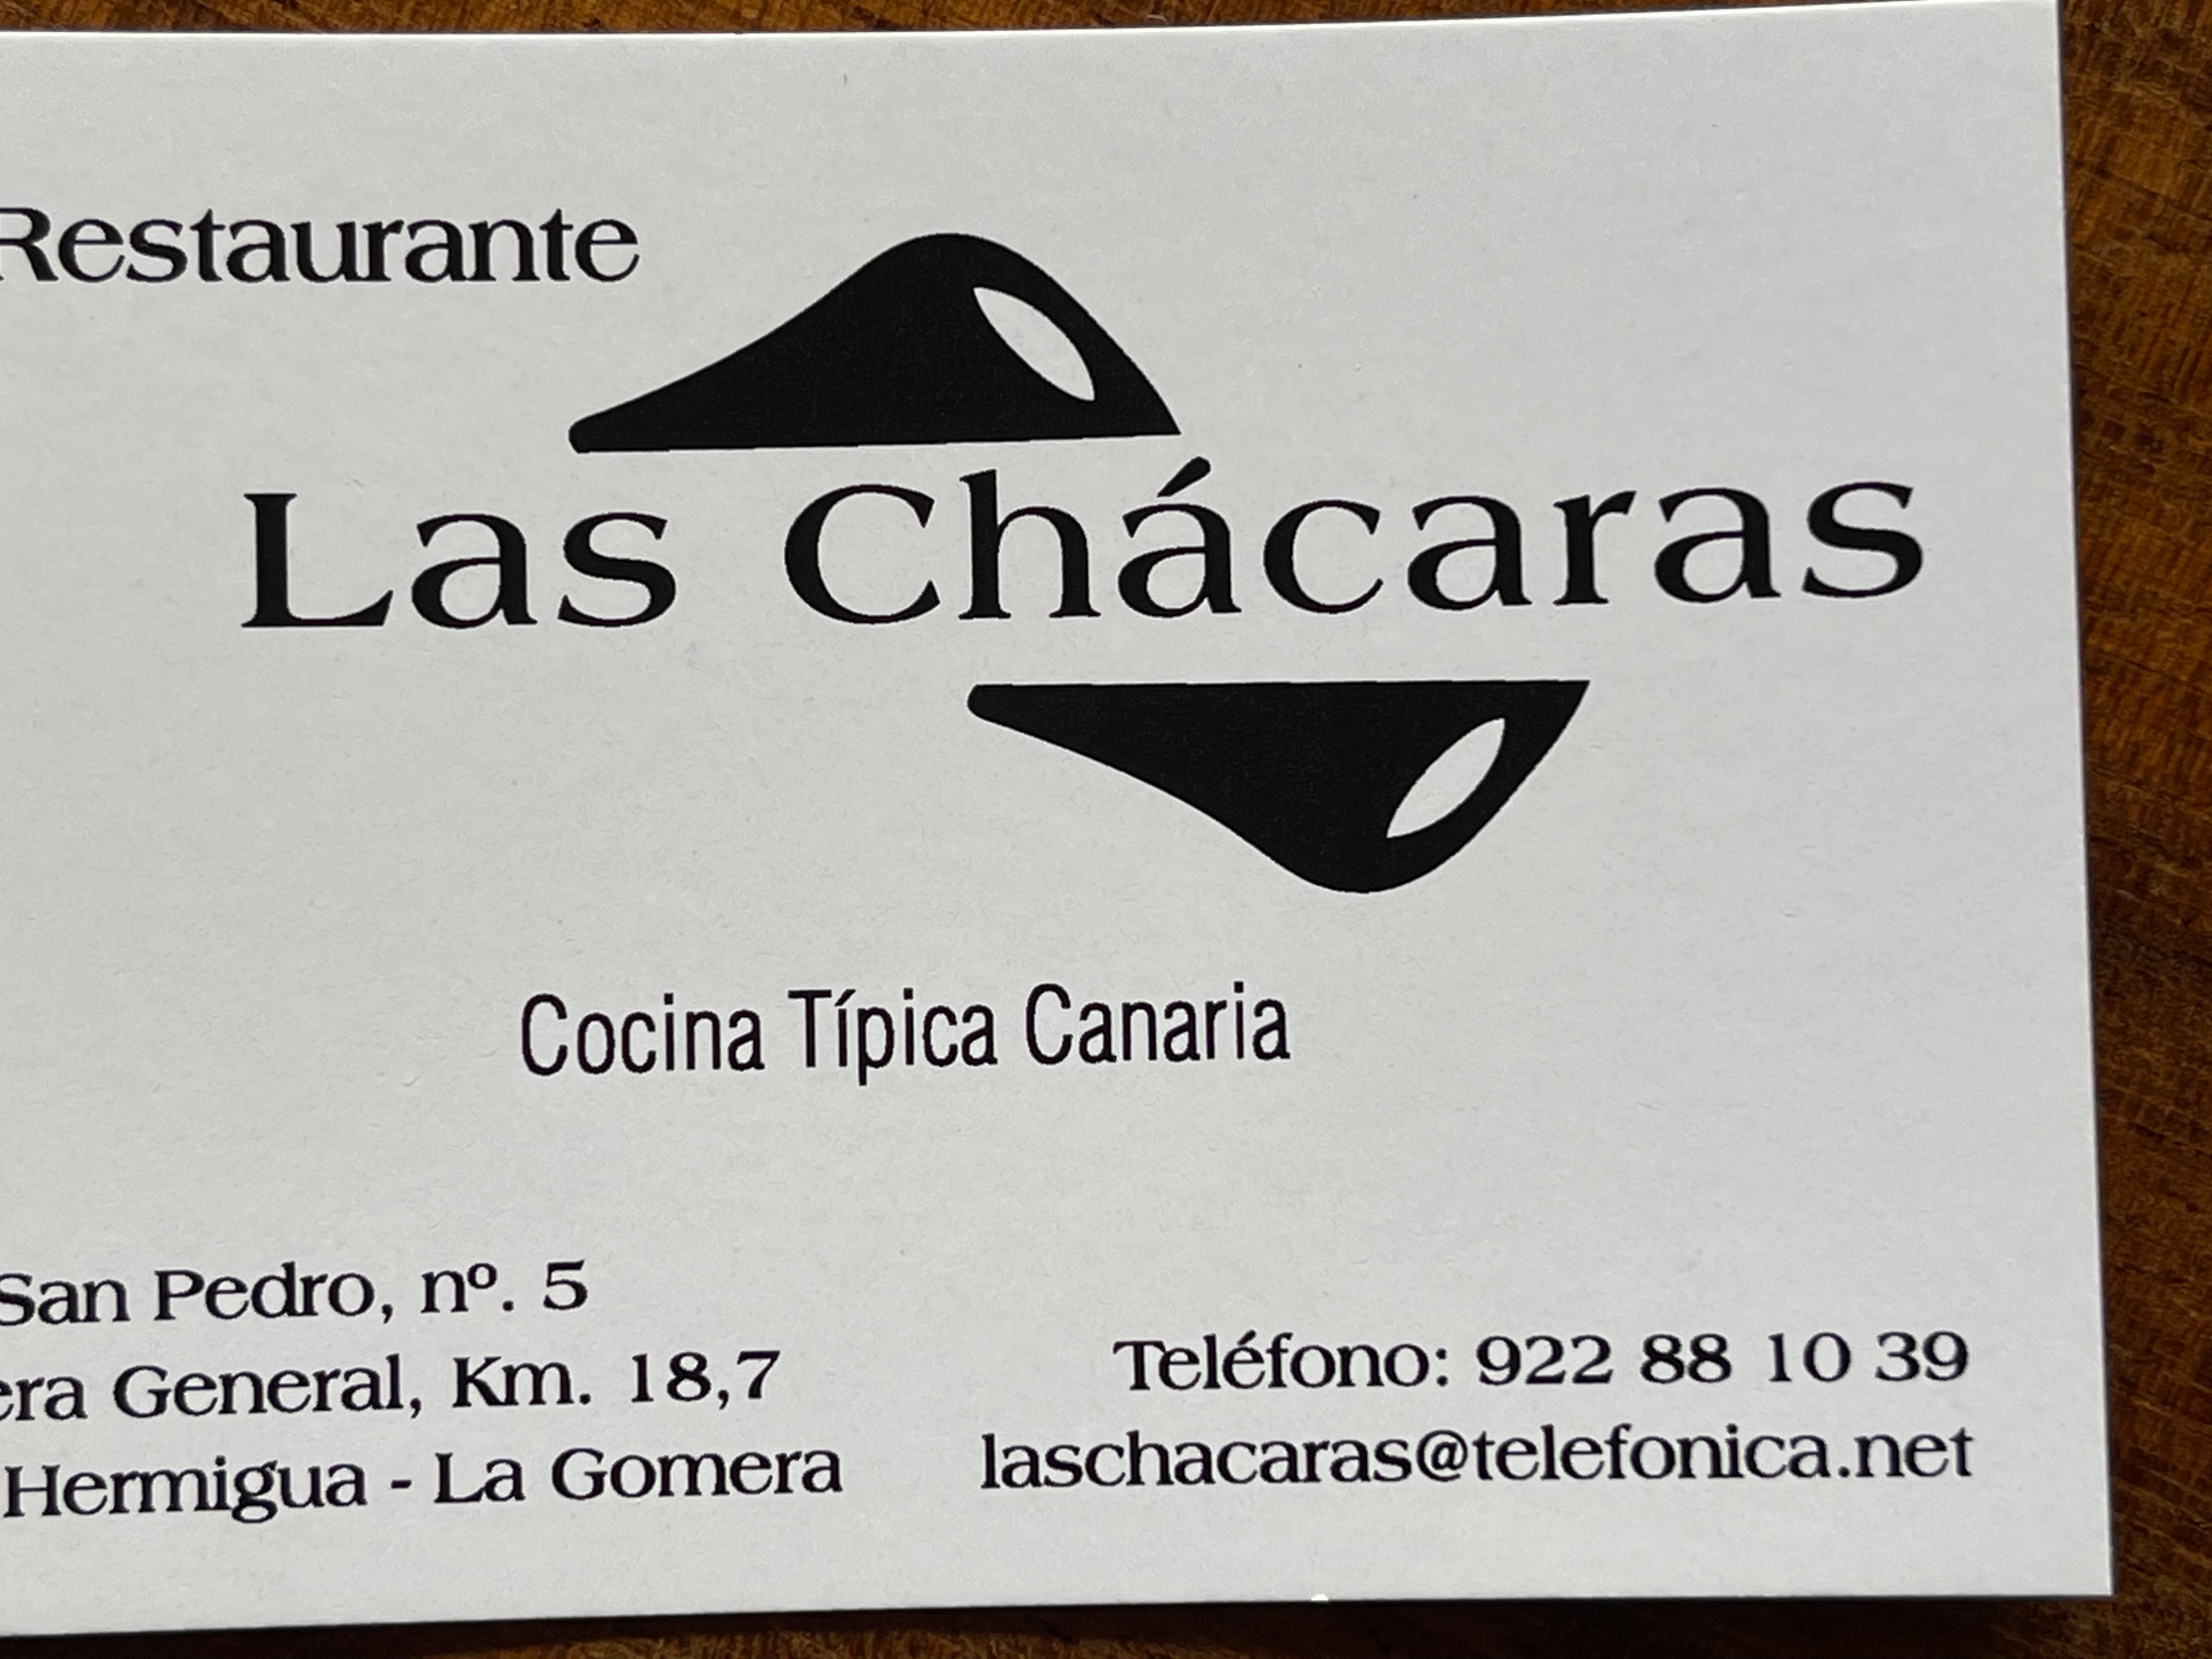 Restaurante
Las Chácaras
Cocina Típica Canaria
San Pedro, nº. 5
General, Km. 18,7
Hermigua - La Gomera
Teléfono: 922 88 10 39
laschacaras@telefonica.net